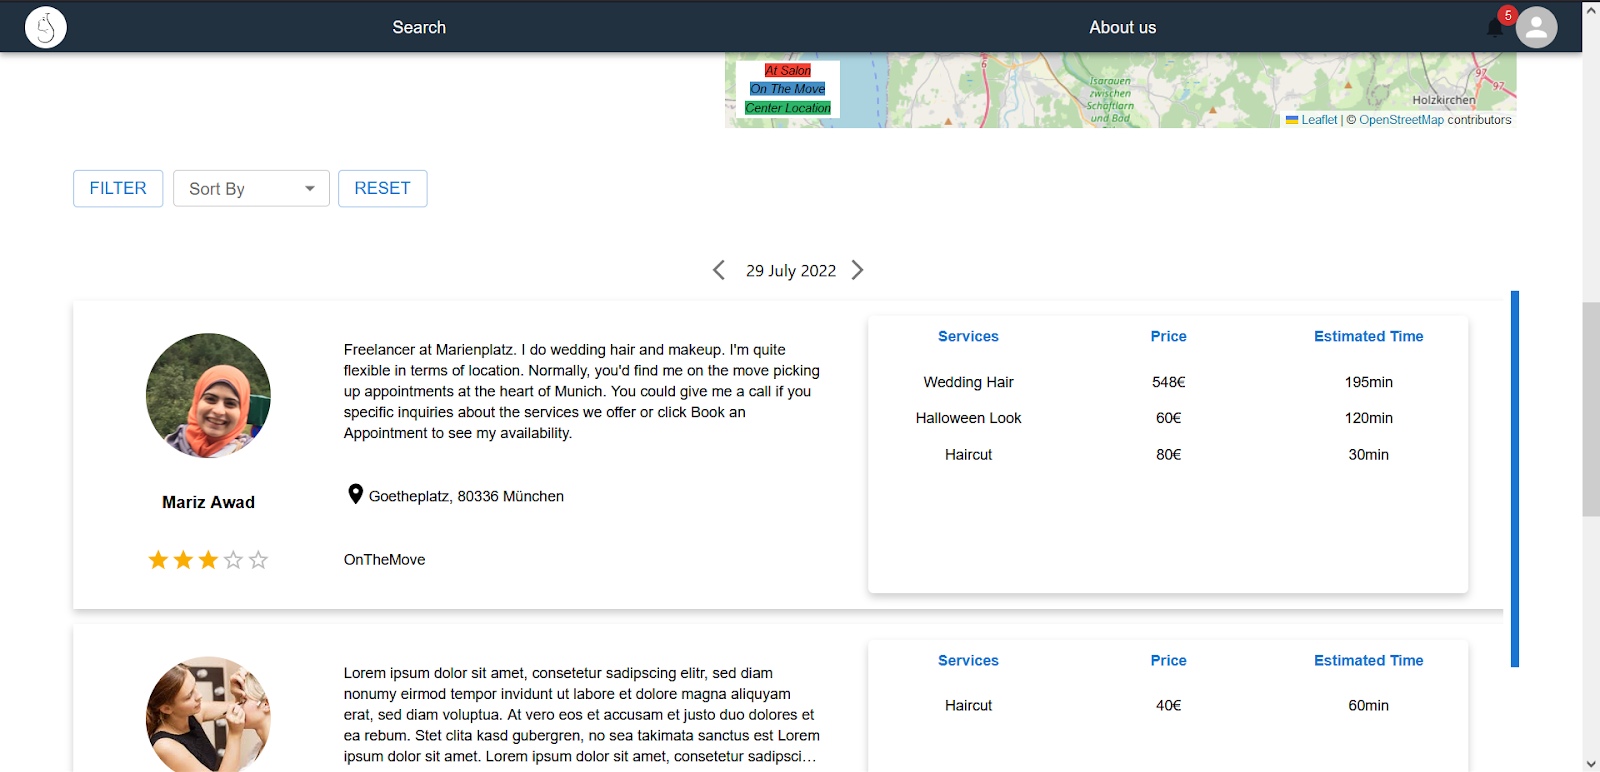 Search
About us
5
At Salon
On The Move
Center Location
Isarauen
zwischen
Schäftlarn
und Bad
97
97
Holzkirchen
Leaflet | © OpenStreetMap contributors
FILTER
Sort By
RESET
29 July 2022
Freelancer at Marienplatz. I do wedding hair and makeup. I'm quite
flexible in terms of location. Normally, you'd find me on the move picking
up appointments at the heart of Munich. You could give me a call if you
specific inquiries about the services we offer or click Book an
Appointment to see my availability.
Mariz Awad
Goetheplatz, 80336 München
OnTheMove
Services Price Estimated Time
Wedding Hair 548€ 195min
Halloween Look 60€ 120min
Haircut 80€ 30min
Lorem ipsum dolor sit amet, consetetur sadipscing elitr, sed diam
nonumy eirmod tempor invidunt ut labore et dolore magna aliquyam
erat, sed diam voluptua. At vero eos et accusam et justo duo dolores et
ea rebum. Stet clita kasd gubergren, no sea takimata sanctus est Lorem
ipsum dolor sit amet. Lorem ipsum dolor sit amet, consetetur sadipsci…
Services Price Estimated Time
Haircut 40€ 60min